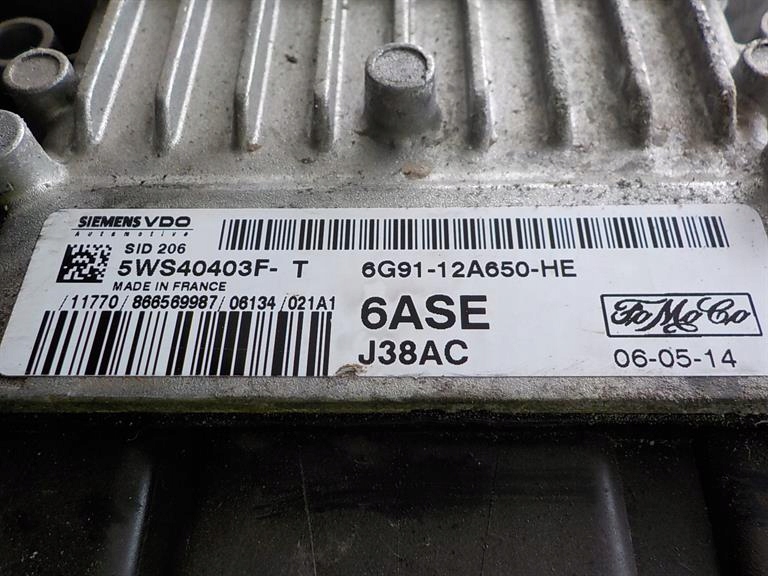 SIEMENS VDO
Automotive
SID 206
5WS40403F- T
6G91-12A650-HE
MADE IN FRANCE
/11770/866569987/06134/021A1
6ASE
FoMoCo
J38AC
06-05-14